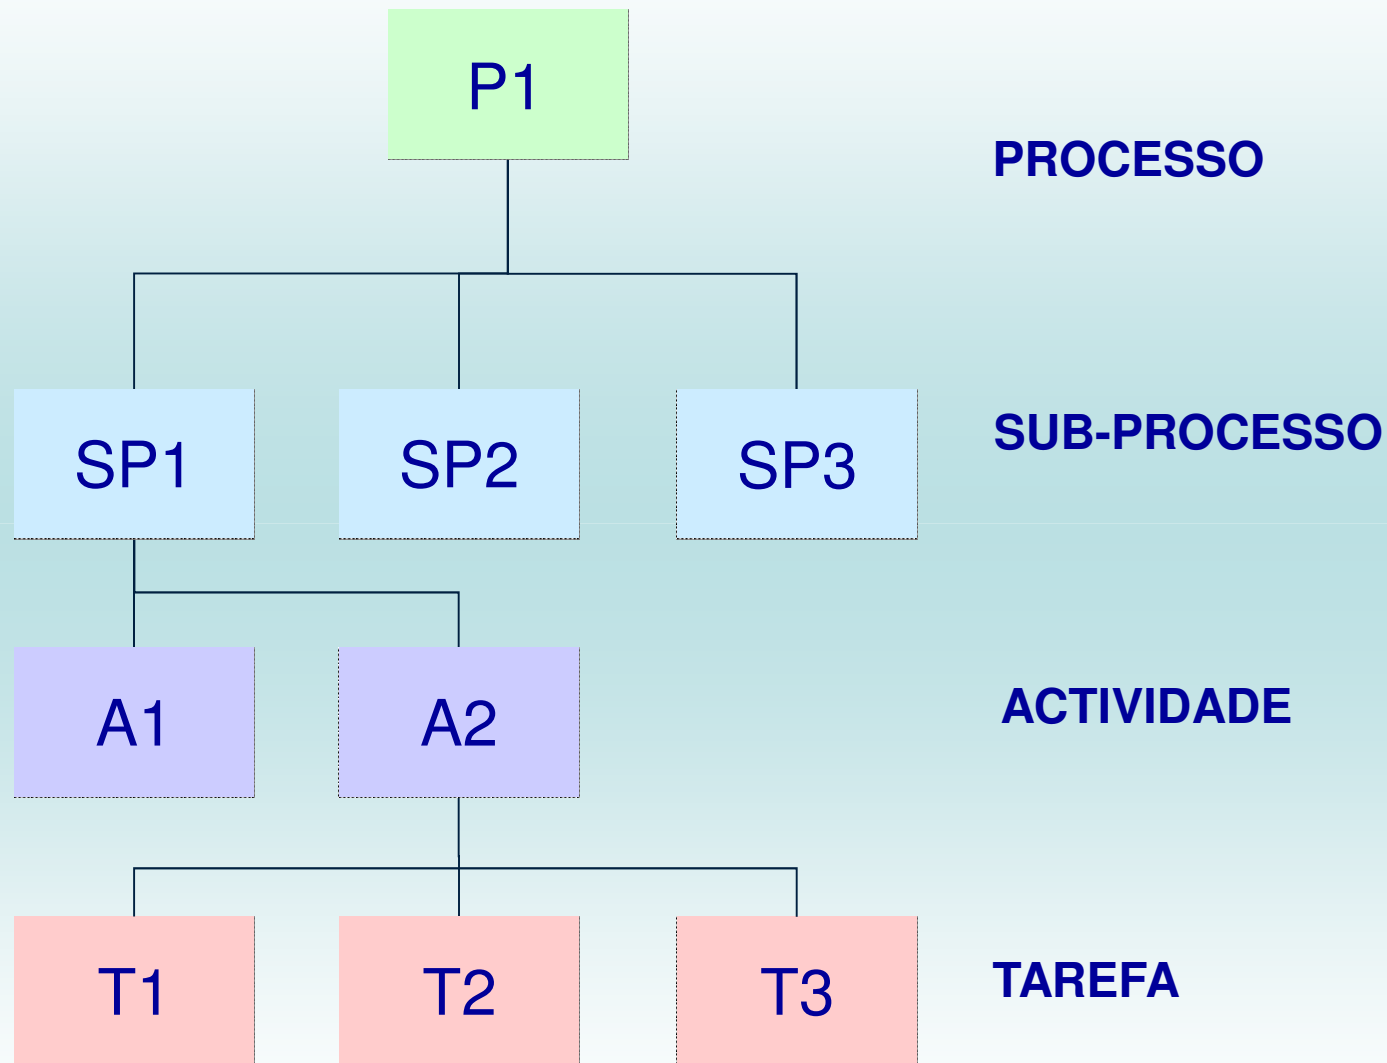 P1
PROCESSO
SP1
SP2
SP3
SUB-PROCESSO
A1
A2
ACTIVIDADE
T1
T2
T3
TAREFA